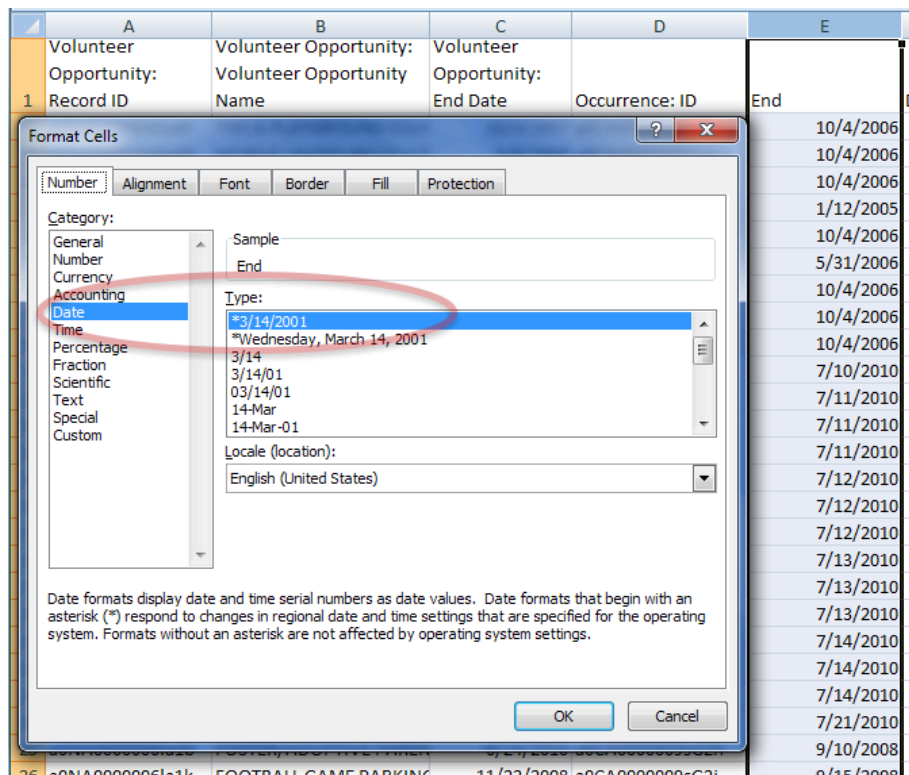 A B C D E
Volunteer Volunteer Opportunity: Volunteer
Opportunity: Volunteer Opportunity Opportunity:
1 Record ID Name End Date Occurrence: ID End
Format Cells
Number Alignment Font Border Fill Protection
Category:
General
Number
Currency
Accounting
Date
Time
Percentage
Fraction
Scientific
Text
Special
Custom
Sample
End
Type:
*3/14/2001
*Wednesday, March 14, 2001
3/14
3/14/01
03/14/01
14-Mar
14-Mar-01
Locale (location):
English (United States)
Date formats display date and time serial numbers as date values. Date formats that begin with an
asterisk (*) respond to changes in regional date and time settings that are specified for the operating
system. Formats without an asterisk are not affected by operating system settings.
OK Cancel
10/4/2006
10/4/2006
10/4/2006
1/12/2005
10/4/2006
5/31/2006
10/4/2006
10/4/2006
10/4/2006
7/10/2010
7/11/2010
7/11/2010
7/11/2010
7/12/2010
7/12/2010
7/12/2010
7/13/2010
7/13/2010
7/13/2010
7/14/2010
7/14/2010
7/14/2010
7/21/2010
9/10/2008
26 FOOTBALL GAME PARKING 11/22/2008 9/15/2008